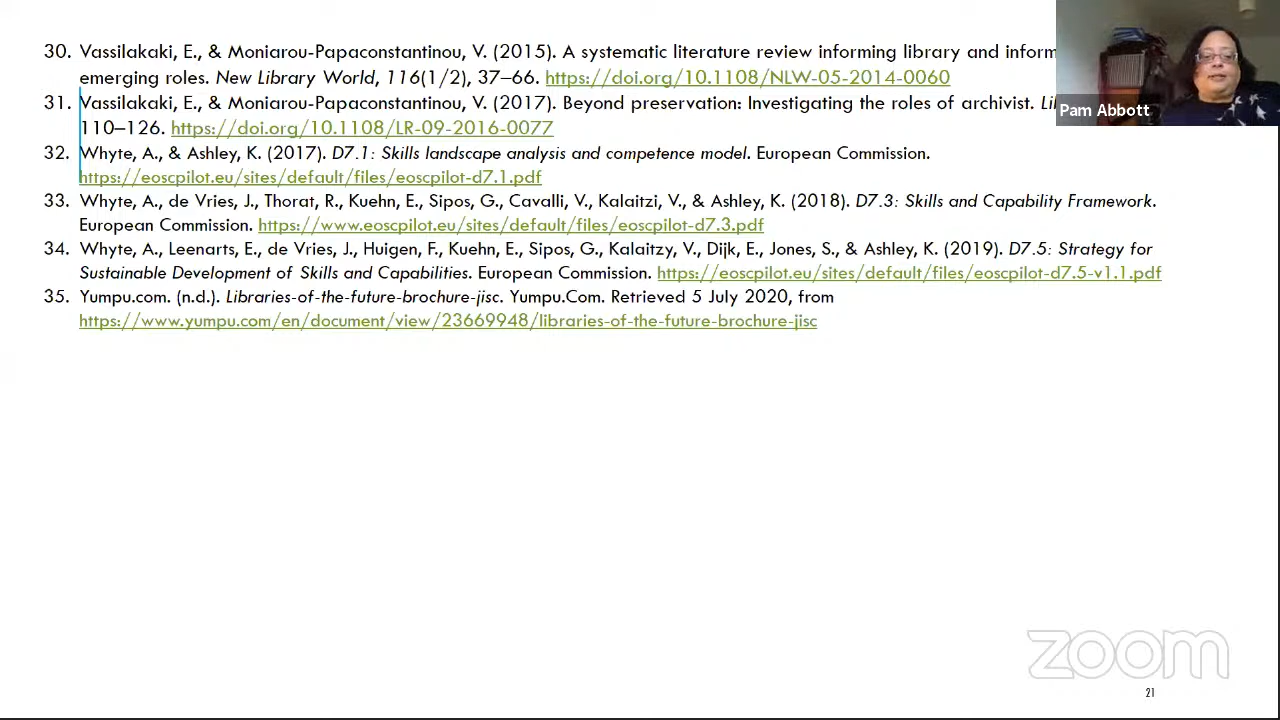 30. Vassilakaki, E., & Moniarou-Papaconstantinou, V. (2015). A systematic literature review informing library and
emerging roles. New Library World, 116(1/2), 37–66. https://doi.org/10.1108/NLW-05-2014-0060
31. Vassilakaki, E., & Moniarou-Papaconstantinou, V. (2017). Beyond preservation: Investigating the roles of archivist.
110–126. https://doi.org/10.1108/LR-09-2016-0077
Pam Abbott
32. Whyte, A., & Ashley, K. (2017). D7.1: Skills landscape analysis and competence model. European Commission.
https://eoscpilot.eu/sites/default/files/eoscpilot-d7.1.pdf
33. Whyte, A., de Vries, J., Thorat, R., Kuehn, E., Sipos, G., Cavalli, V., Kalaitzi, V., & Ashley, K. (2018). D7.3: Skills and Capability Framework.
European Commission. https://www.eoscpilot.eu/sites/default/files/eoscpilot-d7.3.pdf
34. Whyte, A., Leenarts, E., de Vries, J., Huigen, F., Kuehn, E., Sipos, G., Kalaitzy, V., Dijk, E., Jones, S., & Ashley, K. (2019). D7.5: Strategy for
Sustainable Development of Skills and Capabilities. European Commission. https://eoscpilot.eu/sites/default/files/eoscpilot-d7.5-v1.1.pdf
35. Yumpu.com. (n.d.). Libraries-of-the-future-brochure-jisc. Yumpu.Com. Retrieved 5 July 2020, from
https://www.yumpu.com/en/document/view/23669948/libraries-of-the-future-brochure-jisc
zoom
21